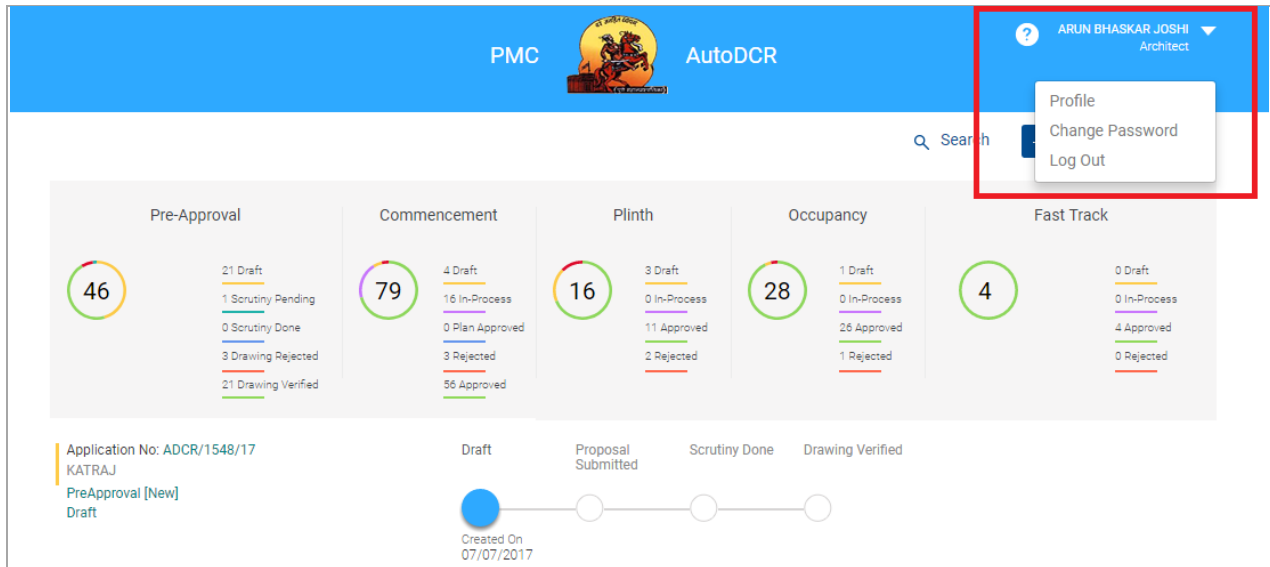 PMC
AutoDCR
?
ARUN BHASKAR JOSHI
Architect
Profile
Change Password
Log Out
Search
Pre-Approval
46
21 Draft
1 Scrutiny Pending
0 Scrutiny Done
3 Drawing Rejected
21 Drawing Verified
Commencement
79
4 Draft
16 In-Process
0 Plan Approved
3 Rejected
56 Approved
Plinth
16
3 Draft
0 In-Process
11 Approved
2 Rejected
Occupancy
28
1 Draft
0 In-Process
26 Approved
1 Rejected
Fast Track
4
0 Draft
0 In-Process
4 Approved
0 Rejected
Application No: ADCR/1548/17
KATRAJ
PreApproval [New]
Draft
Draft
Proposal
Submitted
Scrutiny Done
Drawing Verified
Created On
07/07/2017